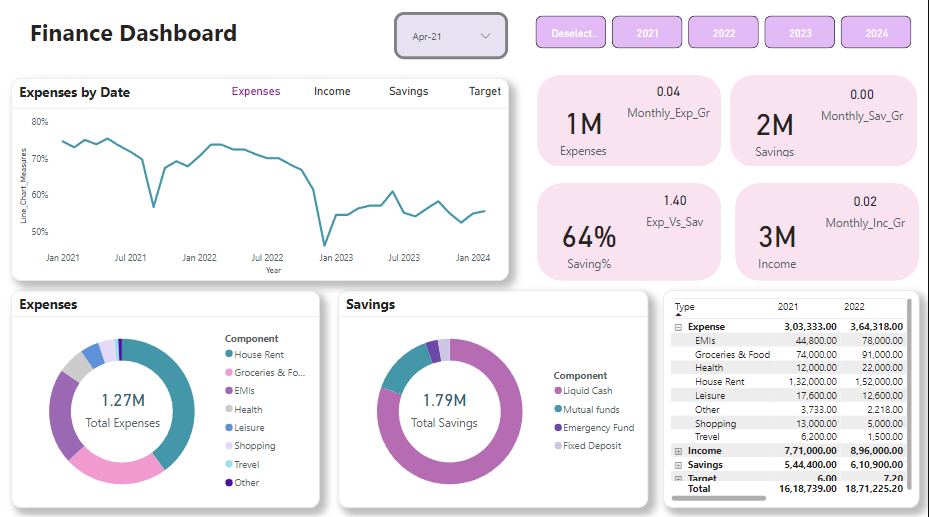 Finance Dashboard
Apr-21
Deselect..
2021
2022
2023
2024
Expenses by Date
Expenses
Income
Savings
Target
80%
70%
60%
50%
Line_Chart_Measures
Jan 2021
Jul 2021
Jan 2022
Jul 2022
Jan 2023
Jul 2023
Jan 2024
Year
1M
Expenses
0.04
Monthly_Exp_Gr
2M
Savings
0.00
Monthly_Sav_Gr
64%
Saving%
1.40
Exp_Vs_Sav
3M
Income
0.02
Monthly_Inc_Gr
Expenses
1.27M
Total Expenses
Component
House Rent
Groceries & Fo...
EMIs
Health
Leisure
Shopping
Trevel
Other
Savings
1.79M
Total Savings
Component
Liquid Cash
Mutual funds
Emergency Fund
Fixed Deposit
Type 2021 2022
Expense 3,03,333.00 3,64,318.00
EMIs 44,800.00 78,000.00
Groceries & Food 74,000.00 91,000.00
Health 12,000.00 22,000.00
House Rent 1,32,000.00 1,52,000.00
Leisure 17,600.00 12,600.00
Other 3,733.00 2,218.00
Shopping 13,000.00 5,000.00
Trevel 6,200.00 1,500.00
Income 7,71,000.00 8,96,000.00
Savings 5,44,400.00 6,10,900.00
Target 6.00 7.20
Total 16,18,739.00 18,71,225.20